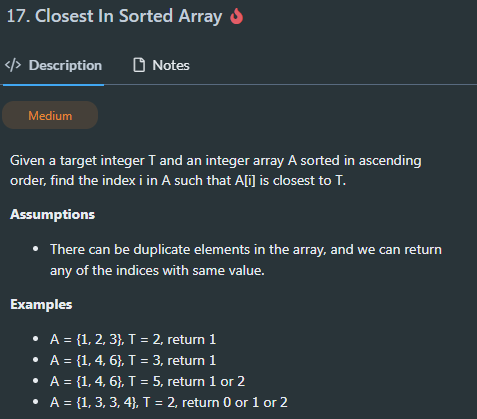 17. Closest In Sorted Array
</> Description Notes
Medium
Given a target integer T and an integer array A sorted in ascending
order, find the index i in A such that A[i] is closest to T.
Assumptions
• There can be duplicate elements in the array, and we can return
any of the indices with same value.
Examples
• A = {1, 2, 3}, T = 2, return 1
• A = {1, 4, 6}, T = 3, return 1
• A = {1, 4, 6}, T = 5, return 1 or 2
• A = {1, 3, 3, 4}, T = 2, return 0 or 1 or 2